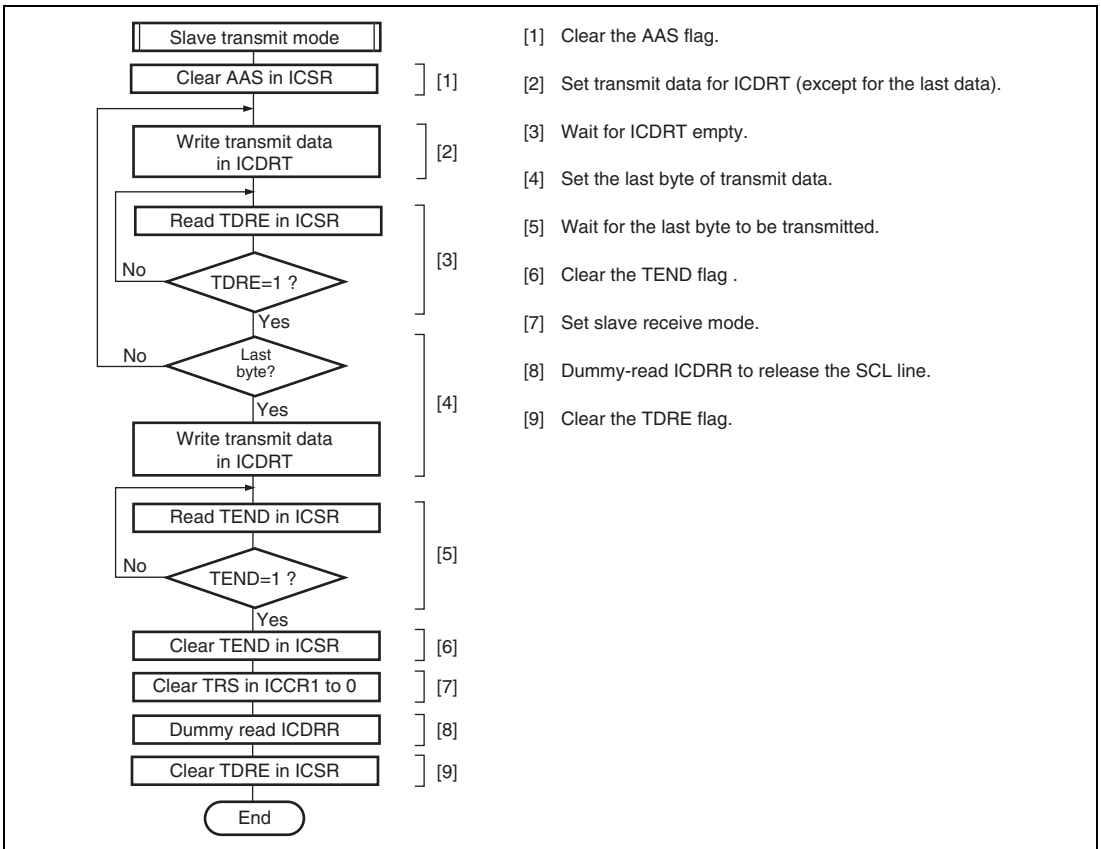 Slave transmit mode
Clear AAS in ICSR
[1]
Write transmit data
in ICDRT
[2]
Read TDRE in ICSR
No
TDRE=1 ?
[3]
Yes
No
Last
byte?
[4]
Yes
Write transmit data
in ICDRT
Read TEND in ICSR
No
TEND=1 ?
[5]
Yes
Clear TEND in ICSR
[6]
Clear TRS in ICCR1 to 0
[7]
Dummy read ICDRR
[8]
Clear TDRE in ICSR
[9]
End
[1] Clear the AAS flag.
[2] Set transmit data for ICDRT (except for the last data).
[3] Wait for ICDRT empty.
[4] Set the last byte of transmit data.
[5] Wait for the last byte to be transmitted.
[6] Clear the TEND flag .
[7] Set slave receive mode.
[8] Dummy-read ICDRR to release the SCL line.
[9] Clear the TDRE flag.